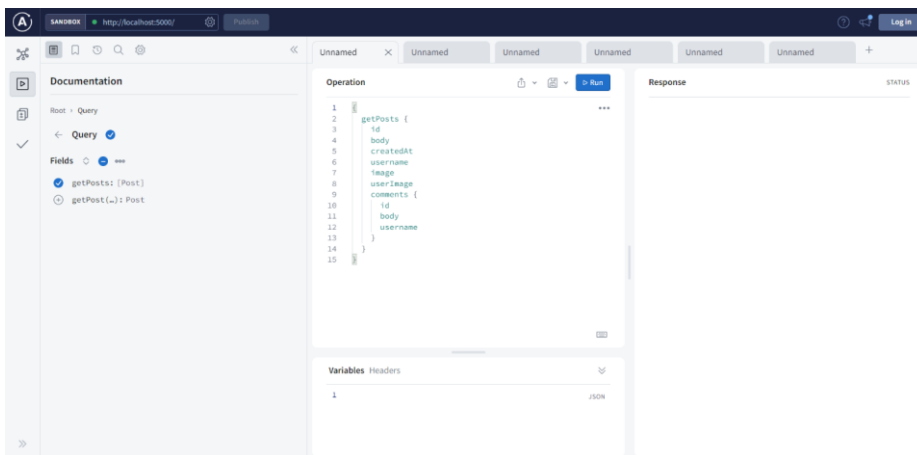 SANDBOX http://localhost:5000/ Publish Log in
Unnamed Unnamed Unnamed Unnamed Unnamed Unnamed
Documentation
Root > Query
Query
Fields
getPosts: [Post]
getPost(…): Post
Operation
Run
1 {
2 getPosts {
3 id
4 body
5 createdAt
6 username
7 image
8 userImage
9 comments {
10 id
11 body
12 username
13 }
14 }
15 }
Variables Headers
1
JSON
Response STATUS